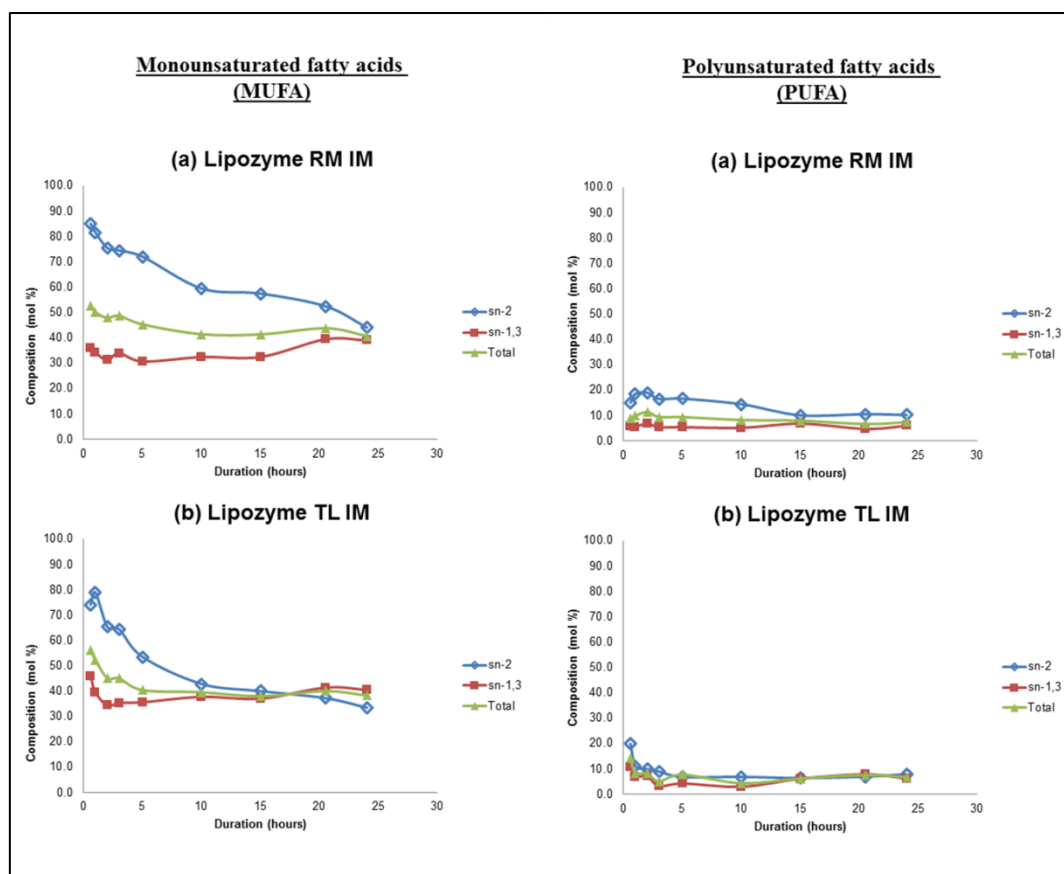 Monounsaturated fatty acids
(MUFA)
(a) Lipozyme RM IM
100.0
90.0
80.0
70.0
60.0
50.0
40.0
30.0
20.0
10.0
0.0
Composition (mol %)
0 5 10 15 20 25 30
Duration (hours)
sn-2
sn-1,3
Total
(b) Lipozyme TL IM
100.0
90.0
80.0
70.0
60.0
50.0
40.0
30.0
20.0
10.0
0.0
Composition (mol %)
0 5 10 15 20 25 30
Duration (hours)
sn-2
sn-1,3
Total
Polyunsaturated fatty acids
(PUFA)
(a) Lipozyme RM IM
100.0
90.0
80.0
70.0
60.0
50.0
40.0
30.0
20.0
10.0
0.0
Composition (mol %)
0 5 10 15 20 25 30
Duration (hours)
sn-2
sn-1,3
Total
(b) Lipozyme TL IM
100.0
90.0
80.0
70.0
60.0
50.0
40.0
30.0
20.0
10.0
0.0
Composition (mol %)
0 5 10 15 20 25 30
Duration (hours)
sn-2
sn-1,3
Total